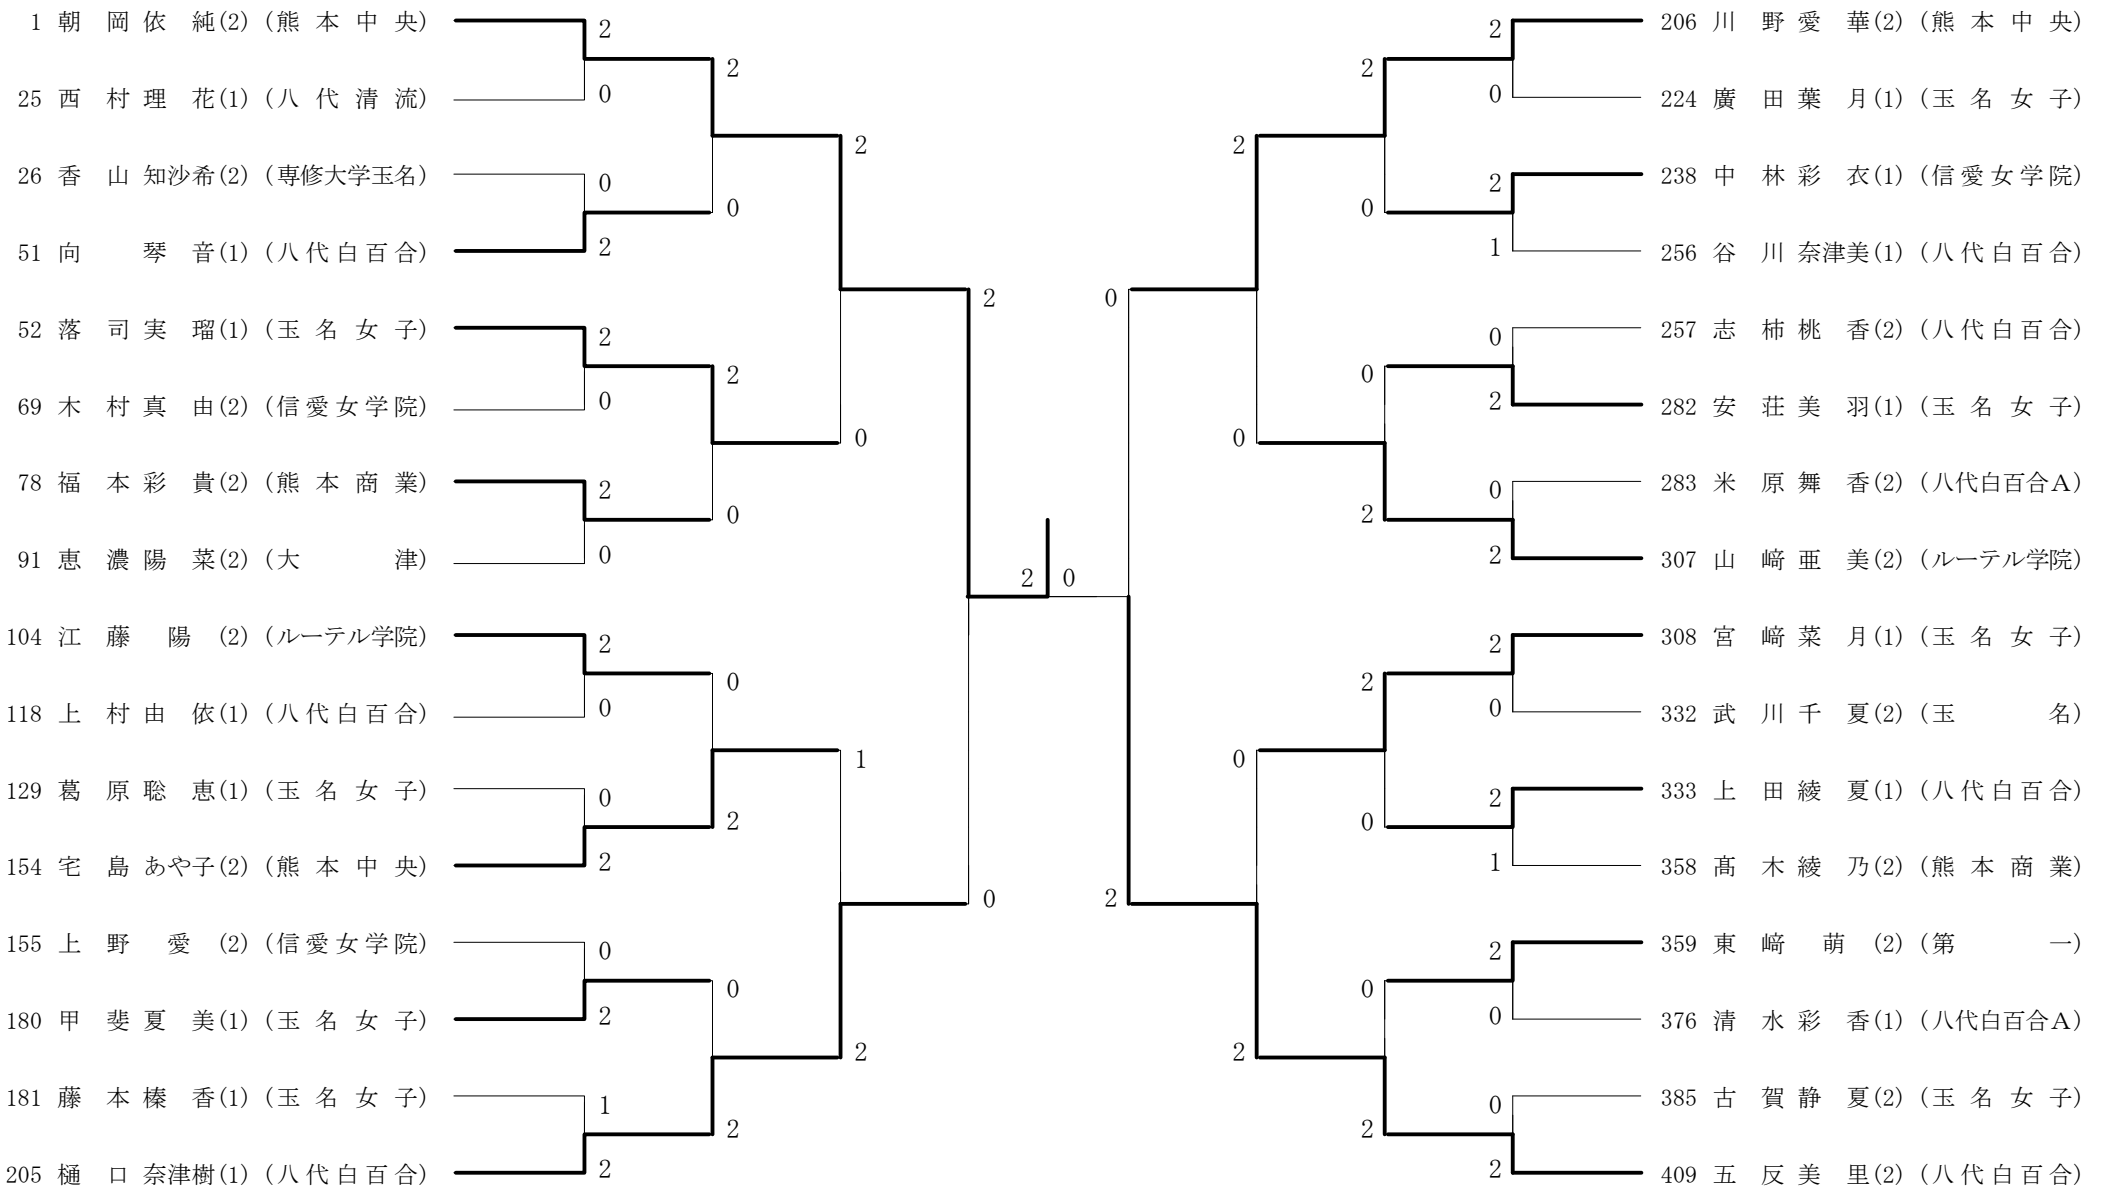 1 朝 岡 依 純(2) (熊本中央)
2
25 西 村 理 花(1) (八代清流)
0
2
26 香 山 知沙希(2) (専修大学玉名)
0
51 向 琴 音(1) (八代白百合)
2
0
2
52 落 司 実 瑠(1) (玉名女子)
2
69 木 村 真 由(2) (信愛女学院)
0
2
78 福 本 彩 貴(2) (熊本商業)
2
91 恵 濃 陽 菜(2) (大津)
0
0
0
2
104 江 藤 陽 (2) (ルーテル学院)
2
118 上 村 由 依(1) (八代白百合)
0
0
129 葛 原 聡 恵(1) (玉名女子)
0
154 宅 島 あや子(2) (熊本中央)
2
2
1
155 上 野 愛 (2) (信愛女学院)
0
180 甲 斐 夏 美(1) (玉名女子)
2
0
181 藤 本 榛 香(1) (玉名女子)
1
205 樋 口 奈津樹(1) (八代白百合)
2
2
2
0
2 0
206 川 野 愛 華(2) (熊本中央)
2
224 廣 田 葉 月(1) (玉名女子)
0
2
238 中 林 彩 衣(1) (信愛女学院)
2
256 谷 川 奈津美(1) (八代白百合)
1
0
2
257 志 柿 桃 香(2) (八代白百合)
0
282 安 荘 美 羽(1) (玉名女子)
2
0
283 米 原 舞 香(2) (八代白百合A)
0
307 山 﨑 亜 美(2) (ルーテル学院)
2
2
0
0
308 宮 﨑 菜 月(1) (玉名女子)
2
332 武 川 千 夏(2) (玉名)
0
2
333 上 田 綾 夏(1) (八代白百合)
2
358 髙 木 綾 乃(2) (熊本商業)
1
0
0
359 東 﨑 萌 (2) (第一)
2
376 清 水 彩 香(1) (八代白百合A)
0
0
385 古 賀 静 夏(2) (玉名女子)
0
409 五 反 美 里(2) (八代白百合)
2
2
2
2